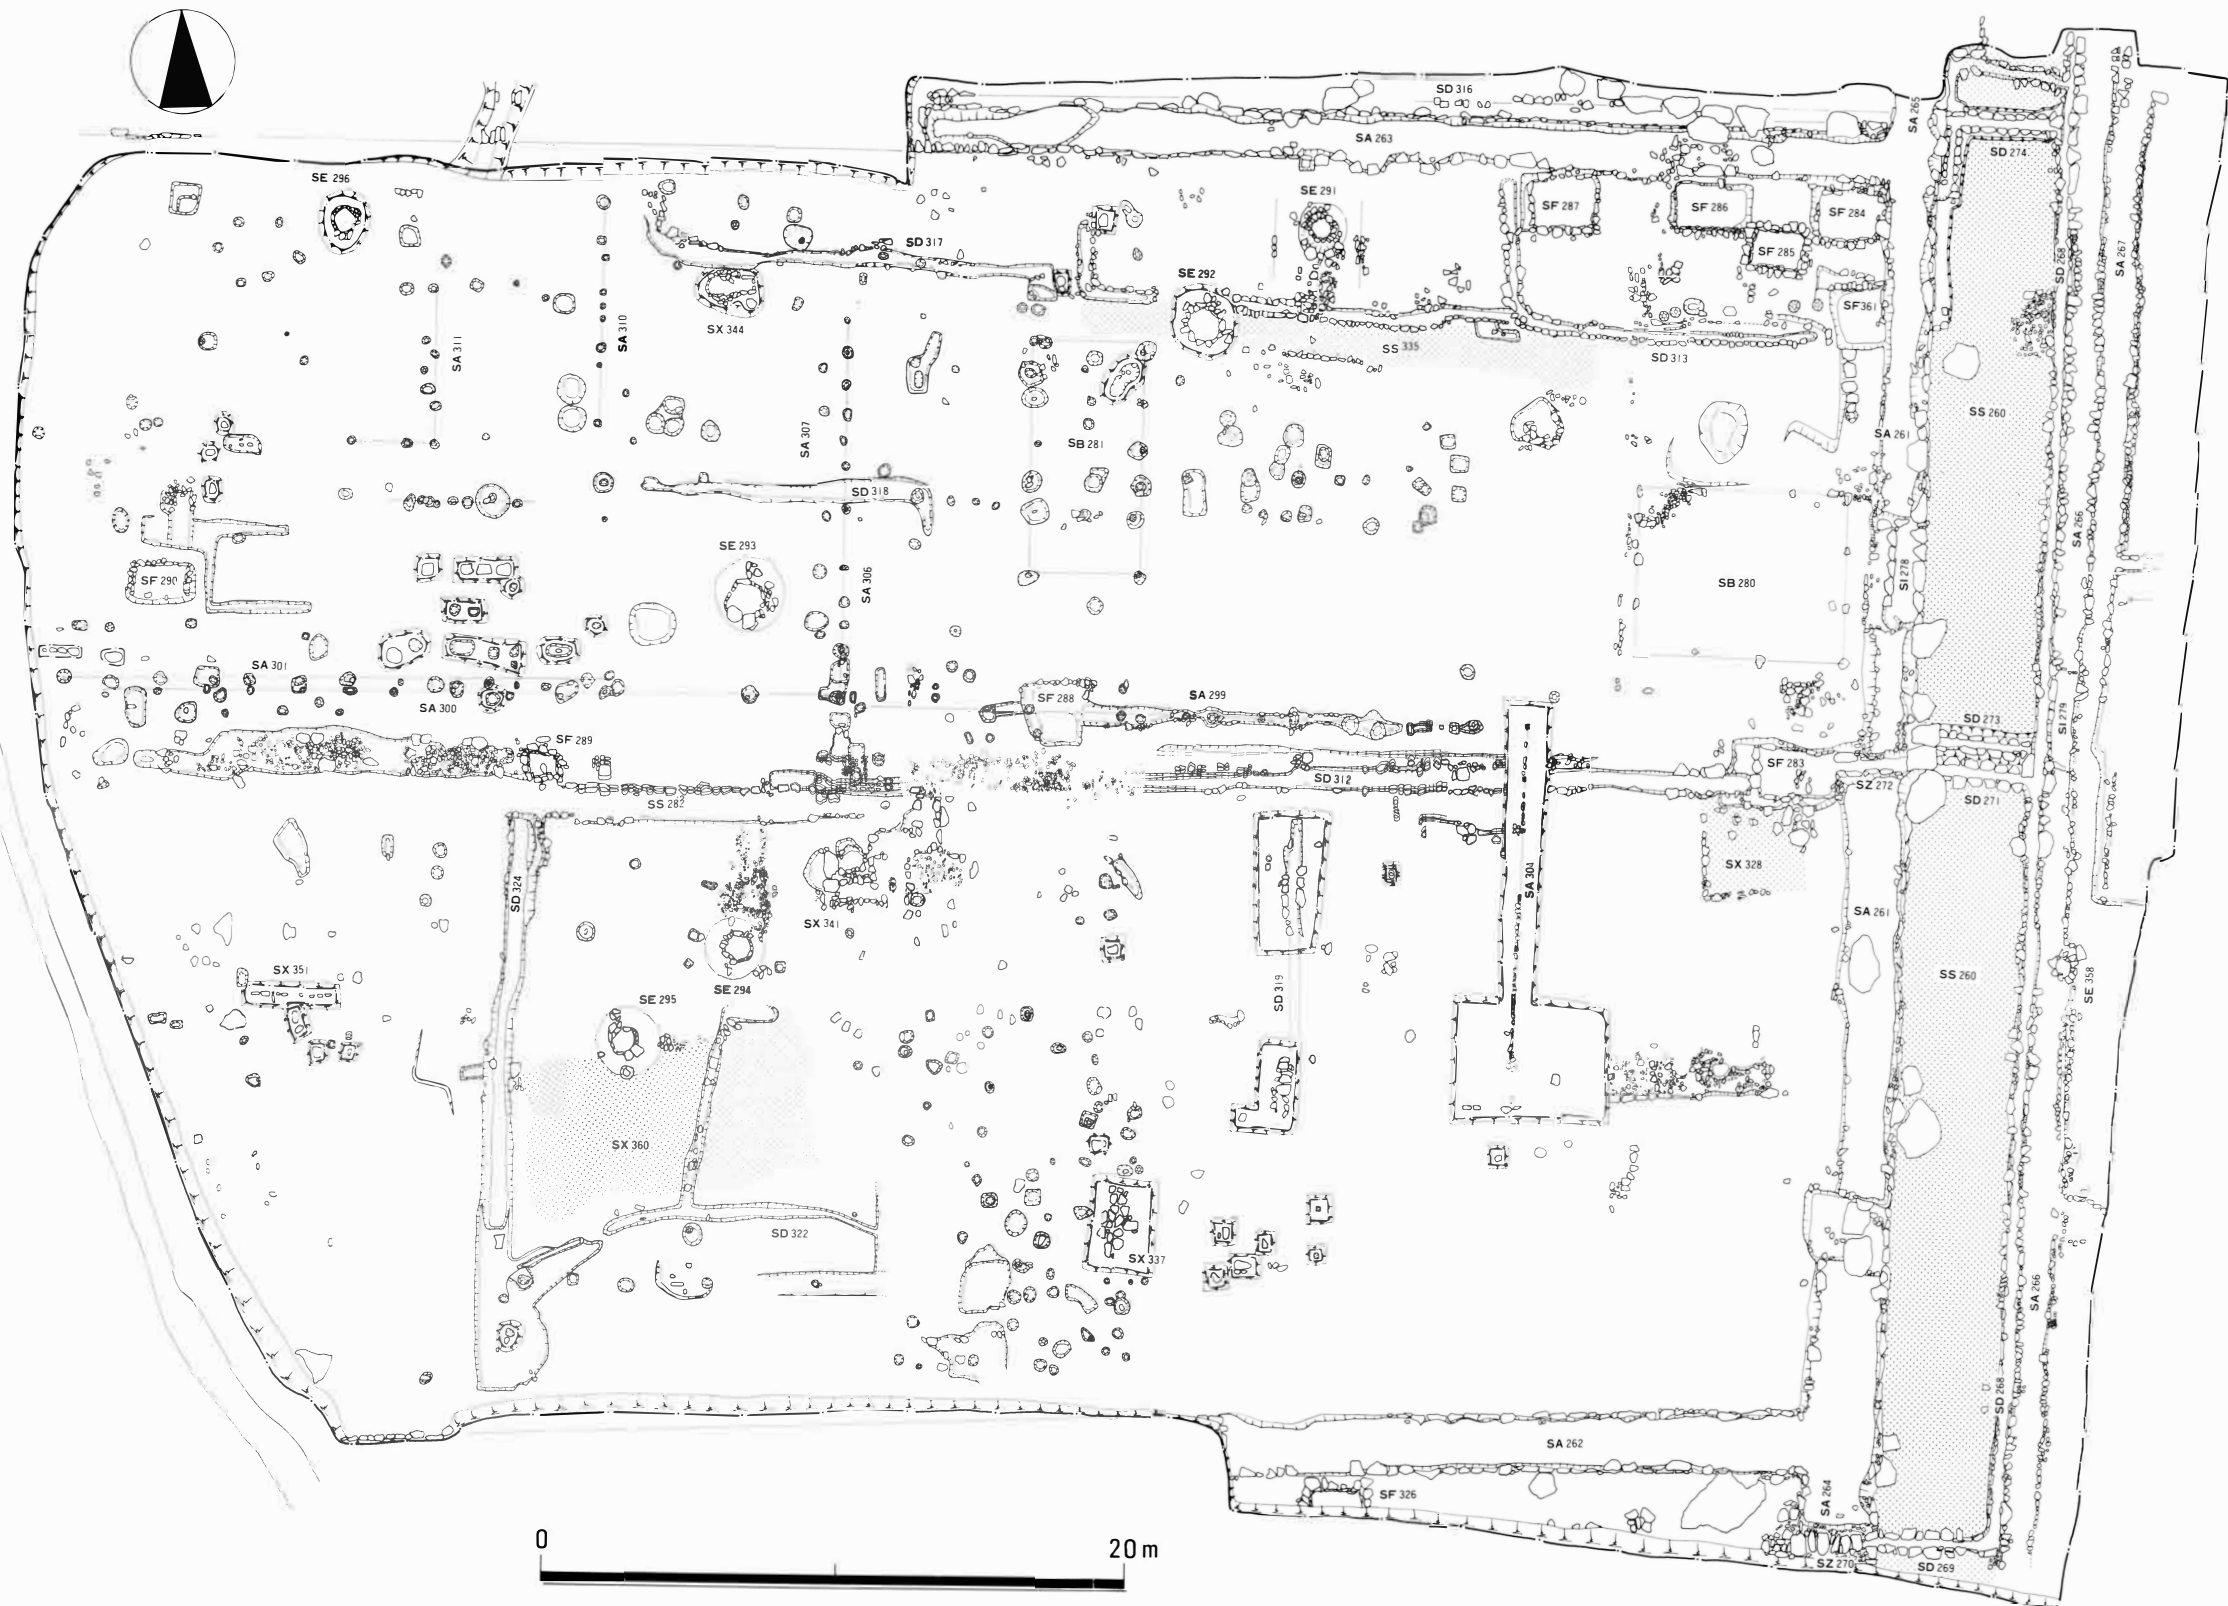 SD 316
SA 265
SA 263
SD 274
SE 296
SE 291
SF 287
SF 286
SF 284
SD 317
SF 285
SD 268
SA 267
SE 292
SF 361
SX 344
SA 310
SA 311
SS 335
SD 313
SS 260
SA 307
SB 281
SA 261
SD 318
SA 266
SE 293
SF 290
SA 306
SI 278
SB 280
SA 301
SA 300
SF 288
SA 299
SD 273
SI 279
SF 289
SF 283
SD 312
SZ 272
SS 282
SD 271
SX 328
SD 324
SA 304
SX 341
SA 261
SX 351
SS 260
SE 358
SE 294
SE 295
SD 319
SX 360
SD 322
SX 337
SA 266
SD 268
SA 262
SF 326
SA 264
0
20 m
SZ 270
SD 269